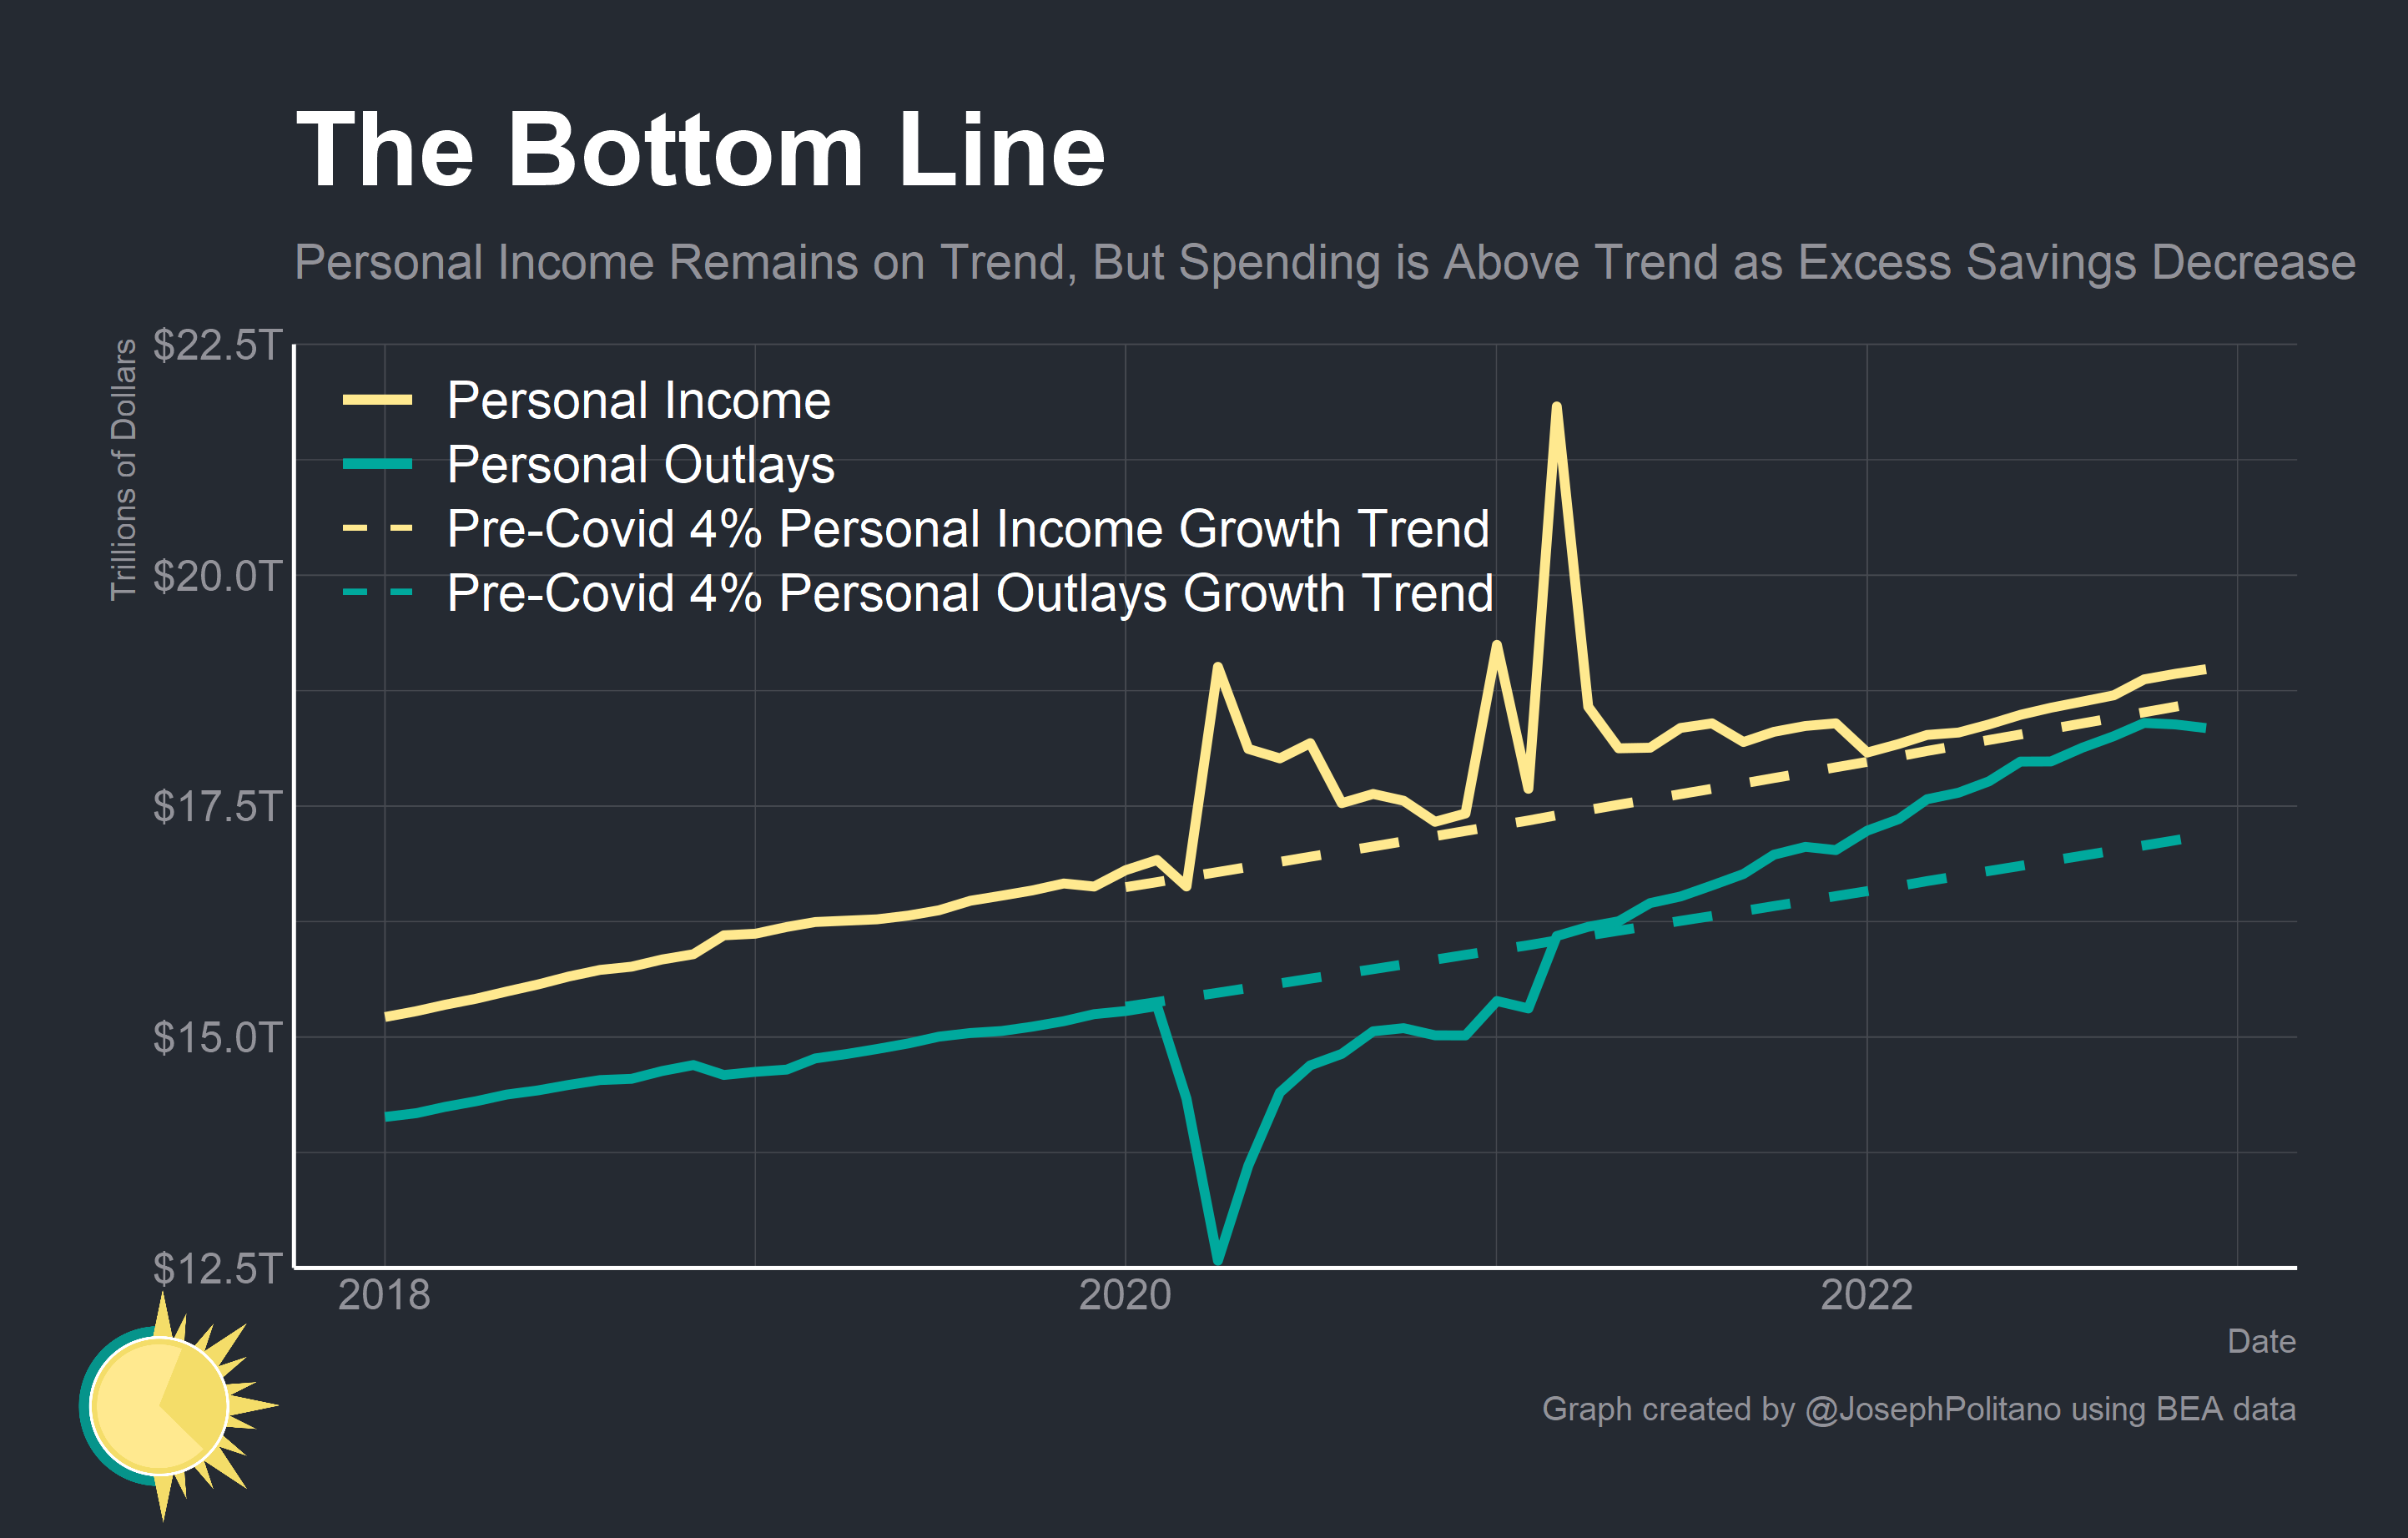 The Bottom Line
Personal Income Remains on Trend, But Spending is Above Trend as Excess Savings Decrease
Trillions of Dollars
$22.5T
$20.0T
$17.5T
$15.0T
$12.5T
Personal Income
Personal Outlays
Pre-Covid 4% Personal Income Growth Trend
Pre-Covid 4% Personal Outlays Growth Trend
2018
2020
2022
Date
Graph created by @JosephPolitano using BEA data